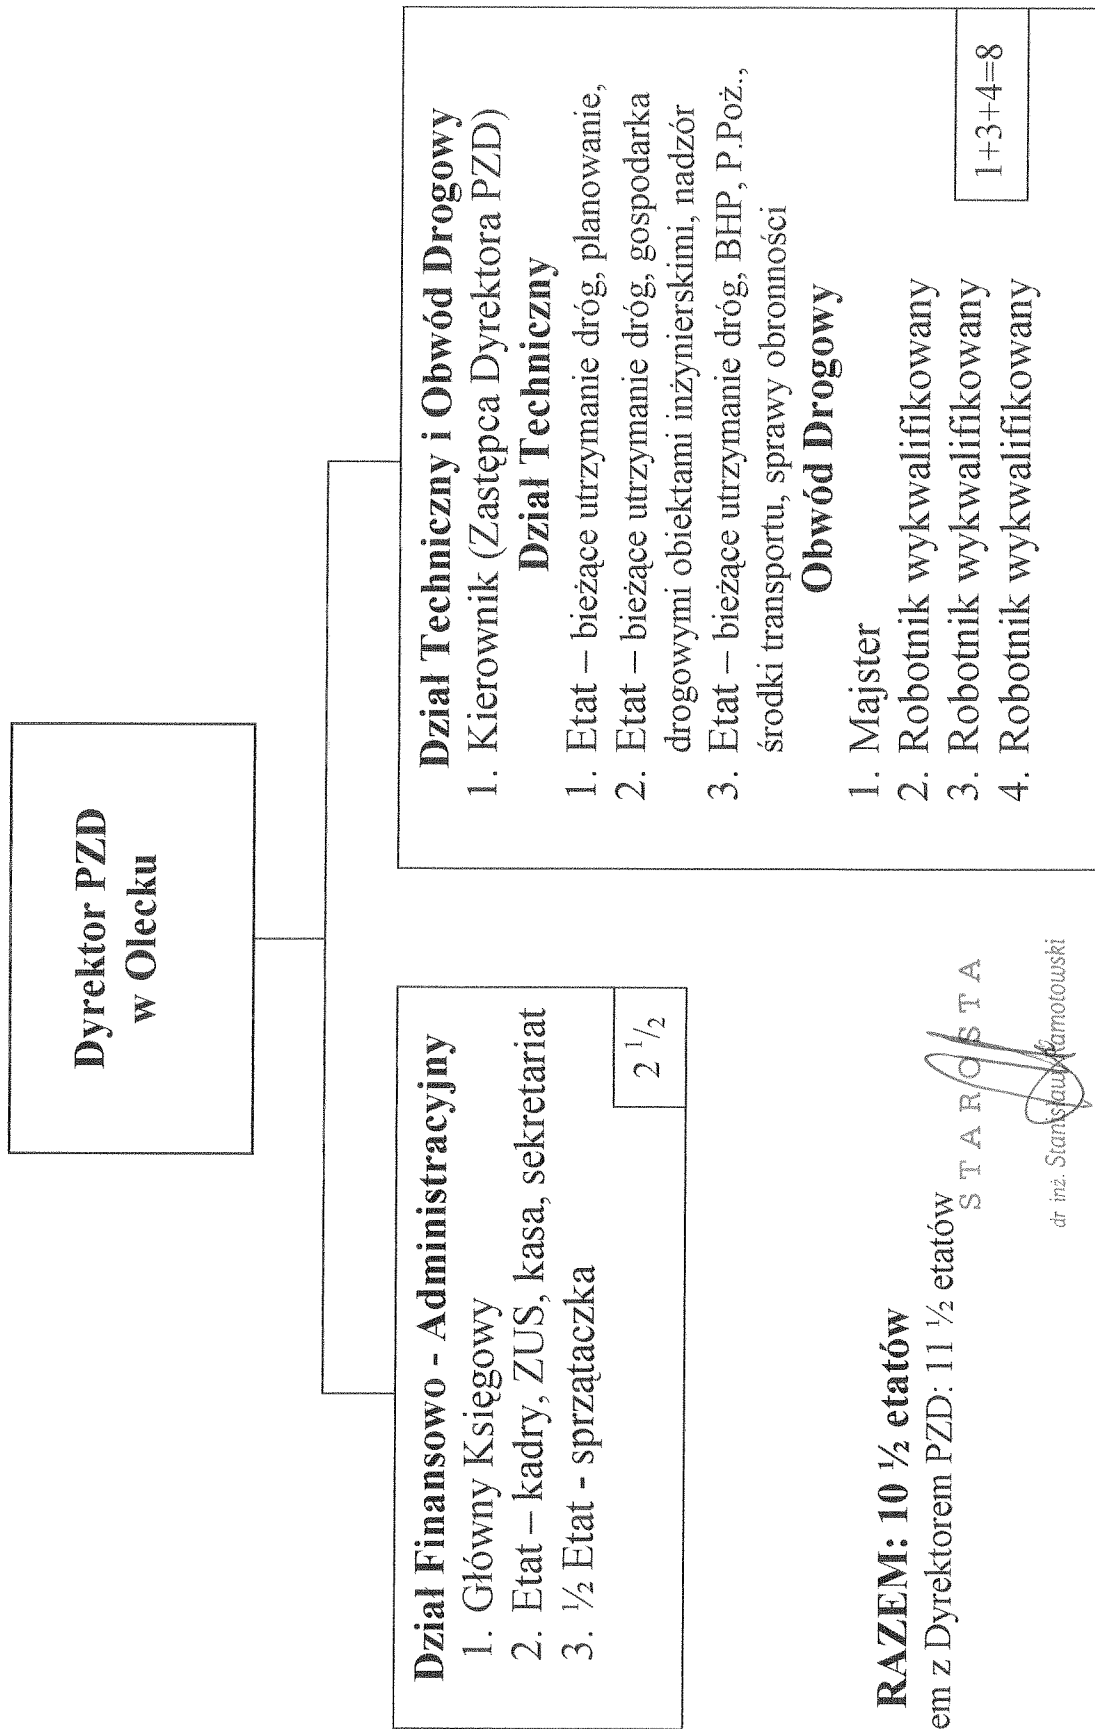 Dyrektor PZD
w Olecku
Dział Finansowo - Administracyjny
1. Główny Księgowy
2. Etat – kadry, ZUS, kasa, sekretariat
3. ½ Etat - sprzątaczka
2 ½
Dział Techniczny i Obwód Drogowy
1. Kierownik (Zastępca Dyrektora PZD)
Dział Techniczny
1. Etat – bieżące utrzymanie dróg, planowanie,
2. Etat – bieżące utrzymanie dróg, gospodarka
drogowymi obiektami inżynierskimi, nadzór
3. Etat – bieżące utrzymanie dróg, BHP, P.Poż.,
środki transportu, sprawy obronności
Obwód Drogowy
1. Majster
2. Robotnik wykwalifikowany
3. Robotnik wykwalifikowany
4. Robotnik wykwalifikowany
1+3+4=8
RAZEM: 10 ½ etatów
em z Dyrektorem PZD: 11 ½ etatów
STAROSTA
dr inż. Stanisław Ramotowski